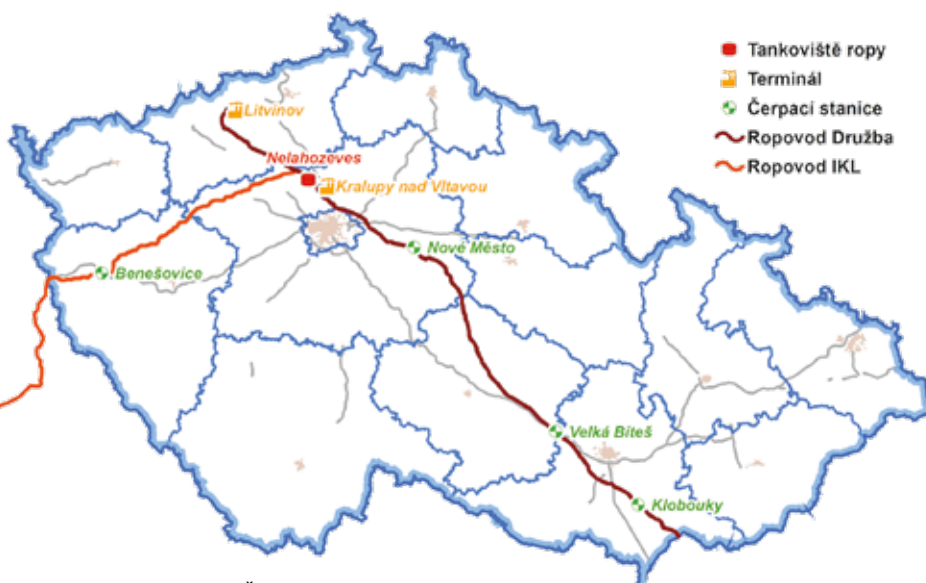 Tankoviště ropy
Terminál
Čerpací stanice
Ropovod Družba
Ropovod IKL
Litvínov
Nelahozeves
Kralupy nad Vltavou
Nové Město
Benešovice
Velká Bíteš
Klobouky